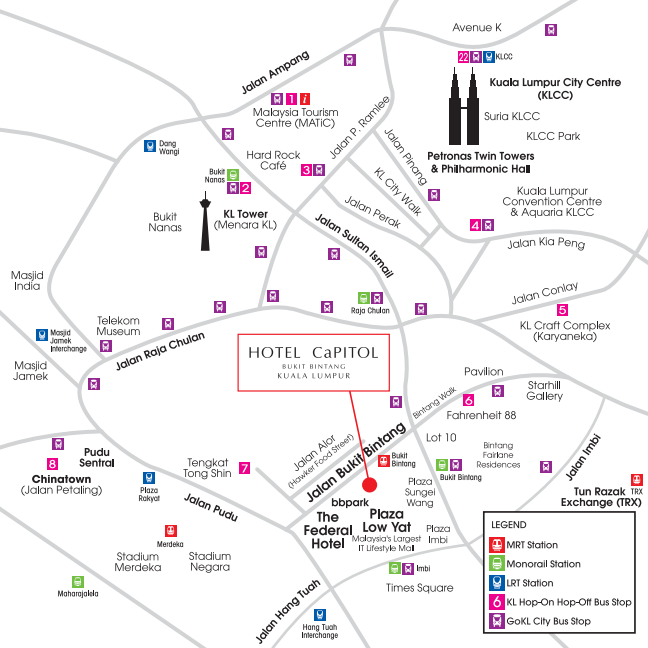 Avenue K
22
KLCC
Kuala Lumpur City Centre
(KLCC)
Jalan Ampang
1
i
Malaysia Tourism
Centre (MATiC)
Jalan P. Ramlee
Suria KLCC
KLCC Park
Petronas Twin Towers
& Philharmonic Hall
Jalan Pinang
Dang
Wangi
Hard Rock
Café
3
Bukit
Nanas
2
KL City Walk
Kuala Lumpur
Convention Centre
& Aquaria KLCC
4
Jalan Perak
Bukit
Nanas
KL Tower
(Menara KL)
Jalan Sultan Ismail
Jalan Kia Peng
Masjid
India
Raja Chulan
Jalan Conlay
5
KL Craft Complex
(Karyaneka)
Telekom
Museum
Masjid
Jamek
Interchange
Jalan Raja Chulan
Masjid
Jamek
HOTEL CaPITOL
BUKIT BINTANG
KUALA LUMPUR
Pavilion
Starhill
Gallery
Bintang Walk
6
Fahrenheit 88
Jalan Alor
(Hawker Food Street)
Jalan Bukit Bintang
Lot 10
Bukit
Bintang
Bukit Bintang
Bintang
Fairlane
Residences
Jalan Imbi
8
Chinatown
(Jalan Petaling)
Pudu
Sentral
Plaza
Rakyat
Tengkat
Tong Shin
7
Jalan Pudu
bbpark
The
Federal
Hotel
Plaza
Low Yat
Malaysia's Largest
IT Lifestyle Mall
Plaza
Sungei
Wang
Plaza
Imbi
TRX
Tun Razak
Exchange (TRX)
Merdeka
Stadium
Merdeka
Stadium
Negara
Maharajalela
Imbi
Times Square
Jalan Hang Tuah
Hang Tuah
Interchange
LEGEND
MRT Station
Monorail Station
LRT Station
6 KL Hop-On Hop-Off Bus Stop
GoKL City Bus Stop